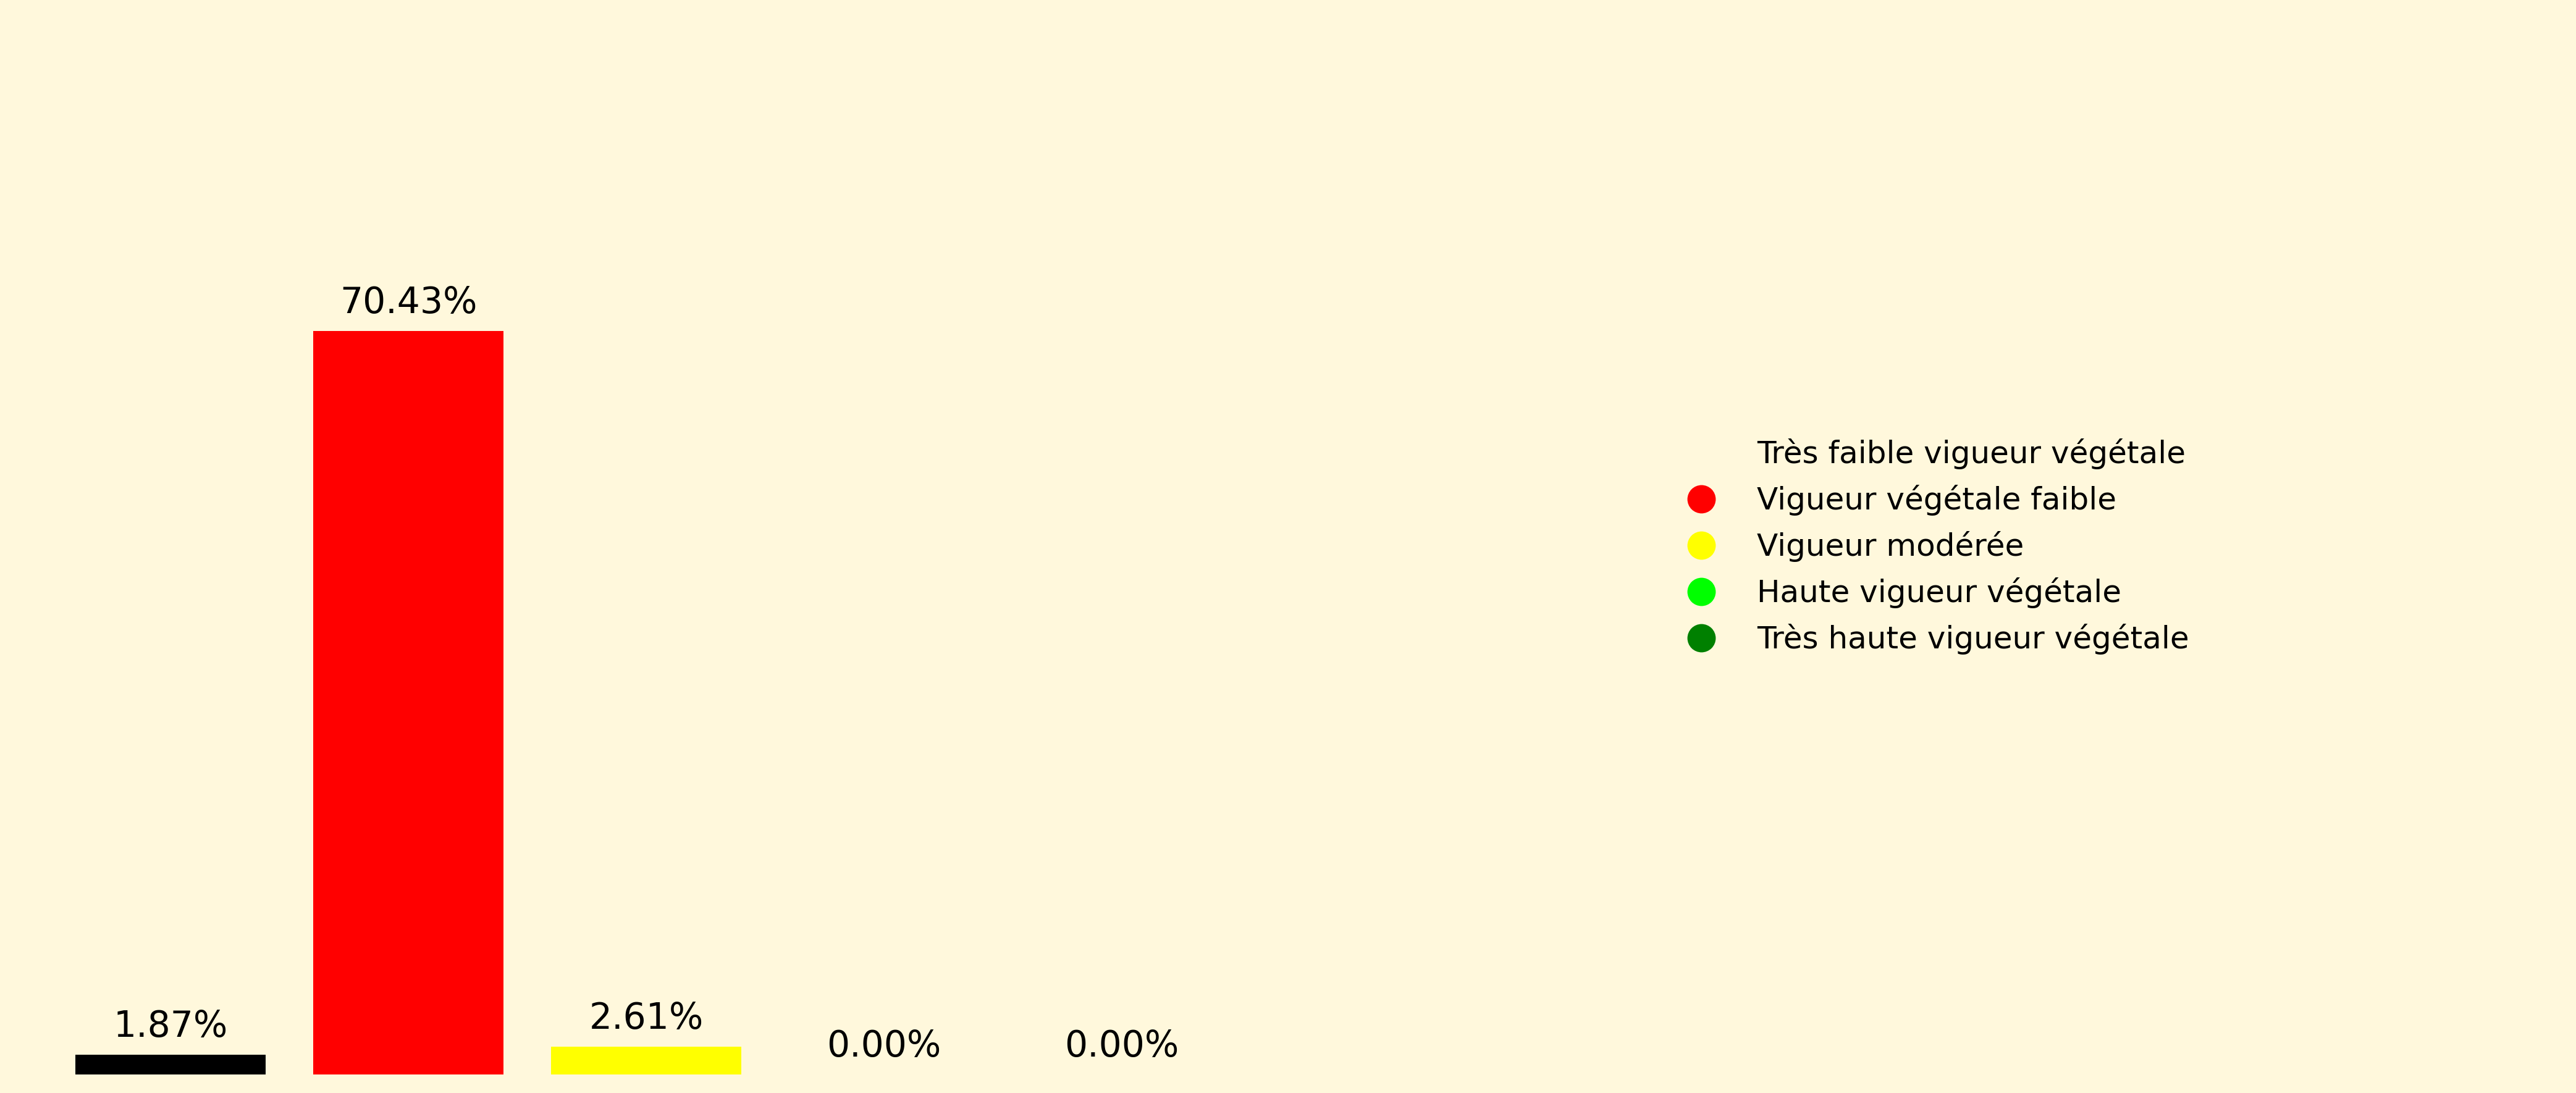 70.43%
1.87%
2.61%
0.00%
0.00%
Très faible vigueur végétale
Vigueur végétale faible
Vigueur modérée
Haute vigueur végétale
Très haute vigueur végétale